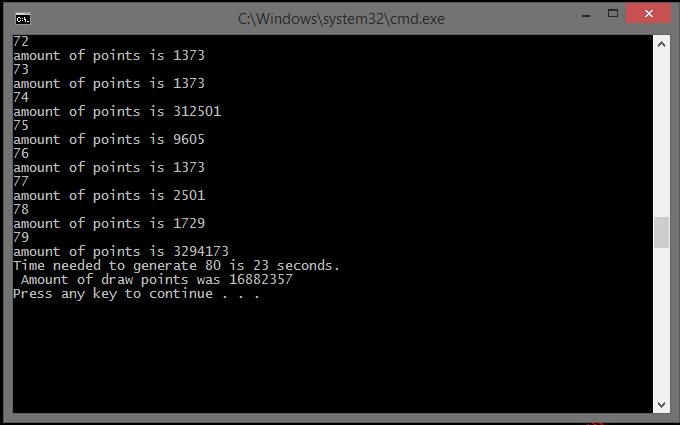 C:\Windows\system32\cmd.exe
72
amount of points is 1373
73
amount of points is 1373
74
amount of points is 312501
75
amount of points is 9605
76
amount of points is 1373
77
amount of points is 2501
78
amount of points is 1729
79
amount of points is 3294173
Time needed to generate 80 is 23 seconds.
 Amount of draw points was 16882357
Press any key to continue . . .